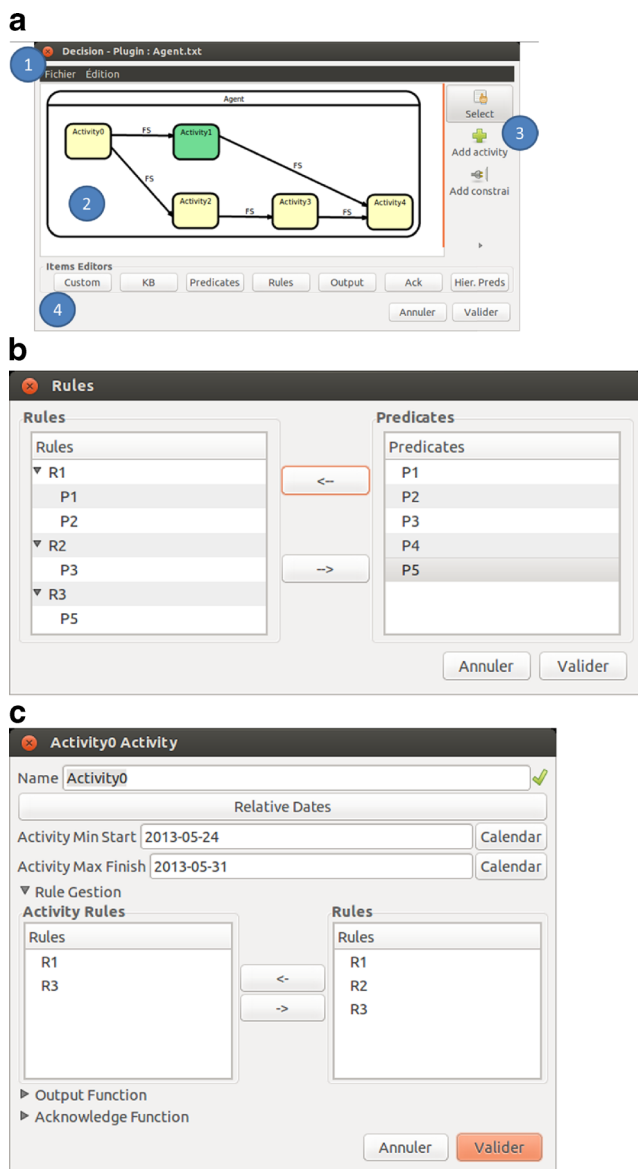 a
Decision - Plugin : Agent.txt
1
Fichier Édition
Agent
Select
Activity0
FS
Activity1
3
Add activity
FS
FS
Add constrai
2
Activity2
FS
Activity3
FS
Activity4
Items Editors
Custom KB Predicates Rules Output Ack Hier. Preds
4
Annuler Valider
b
Rules
Rules
Predicates
Rules
Predicates
R1
P1
P1
<--
P2
P2
P3
R2
P4
P3
-->
P5
R3
P5
Annuler Valider
c
Activity0 Activity
Name Activity0
Relative Dates
Activity Min Start 2013-05-24 Calendar
Activity Max Finish 2013-05-31 Calendar
Rule Gestion
Activity Rules
Rules
Rules
Rules
R1
R1
R3
<-
R2
->
R3
Output Function
Acknowledge Function
Annuler Valider